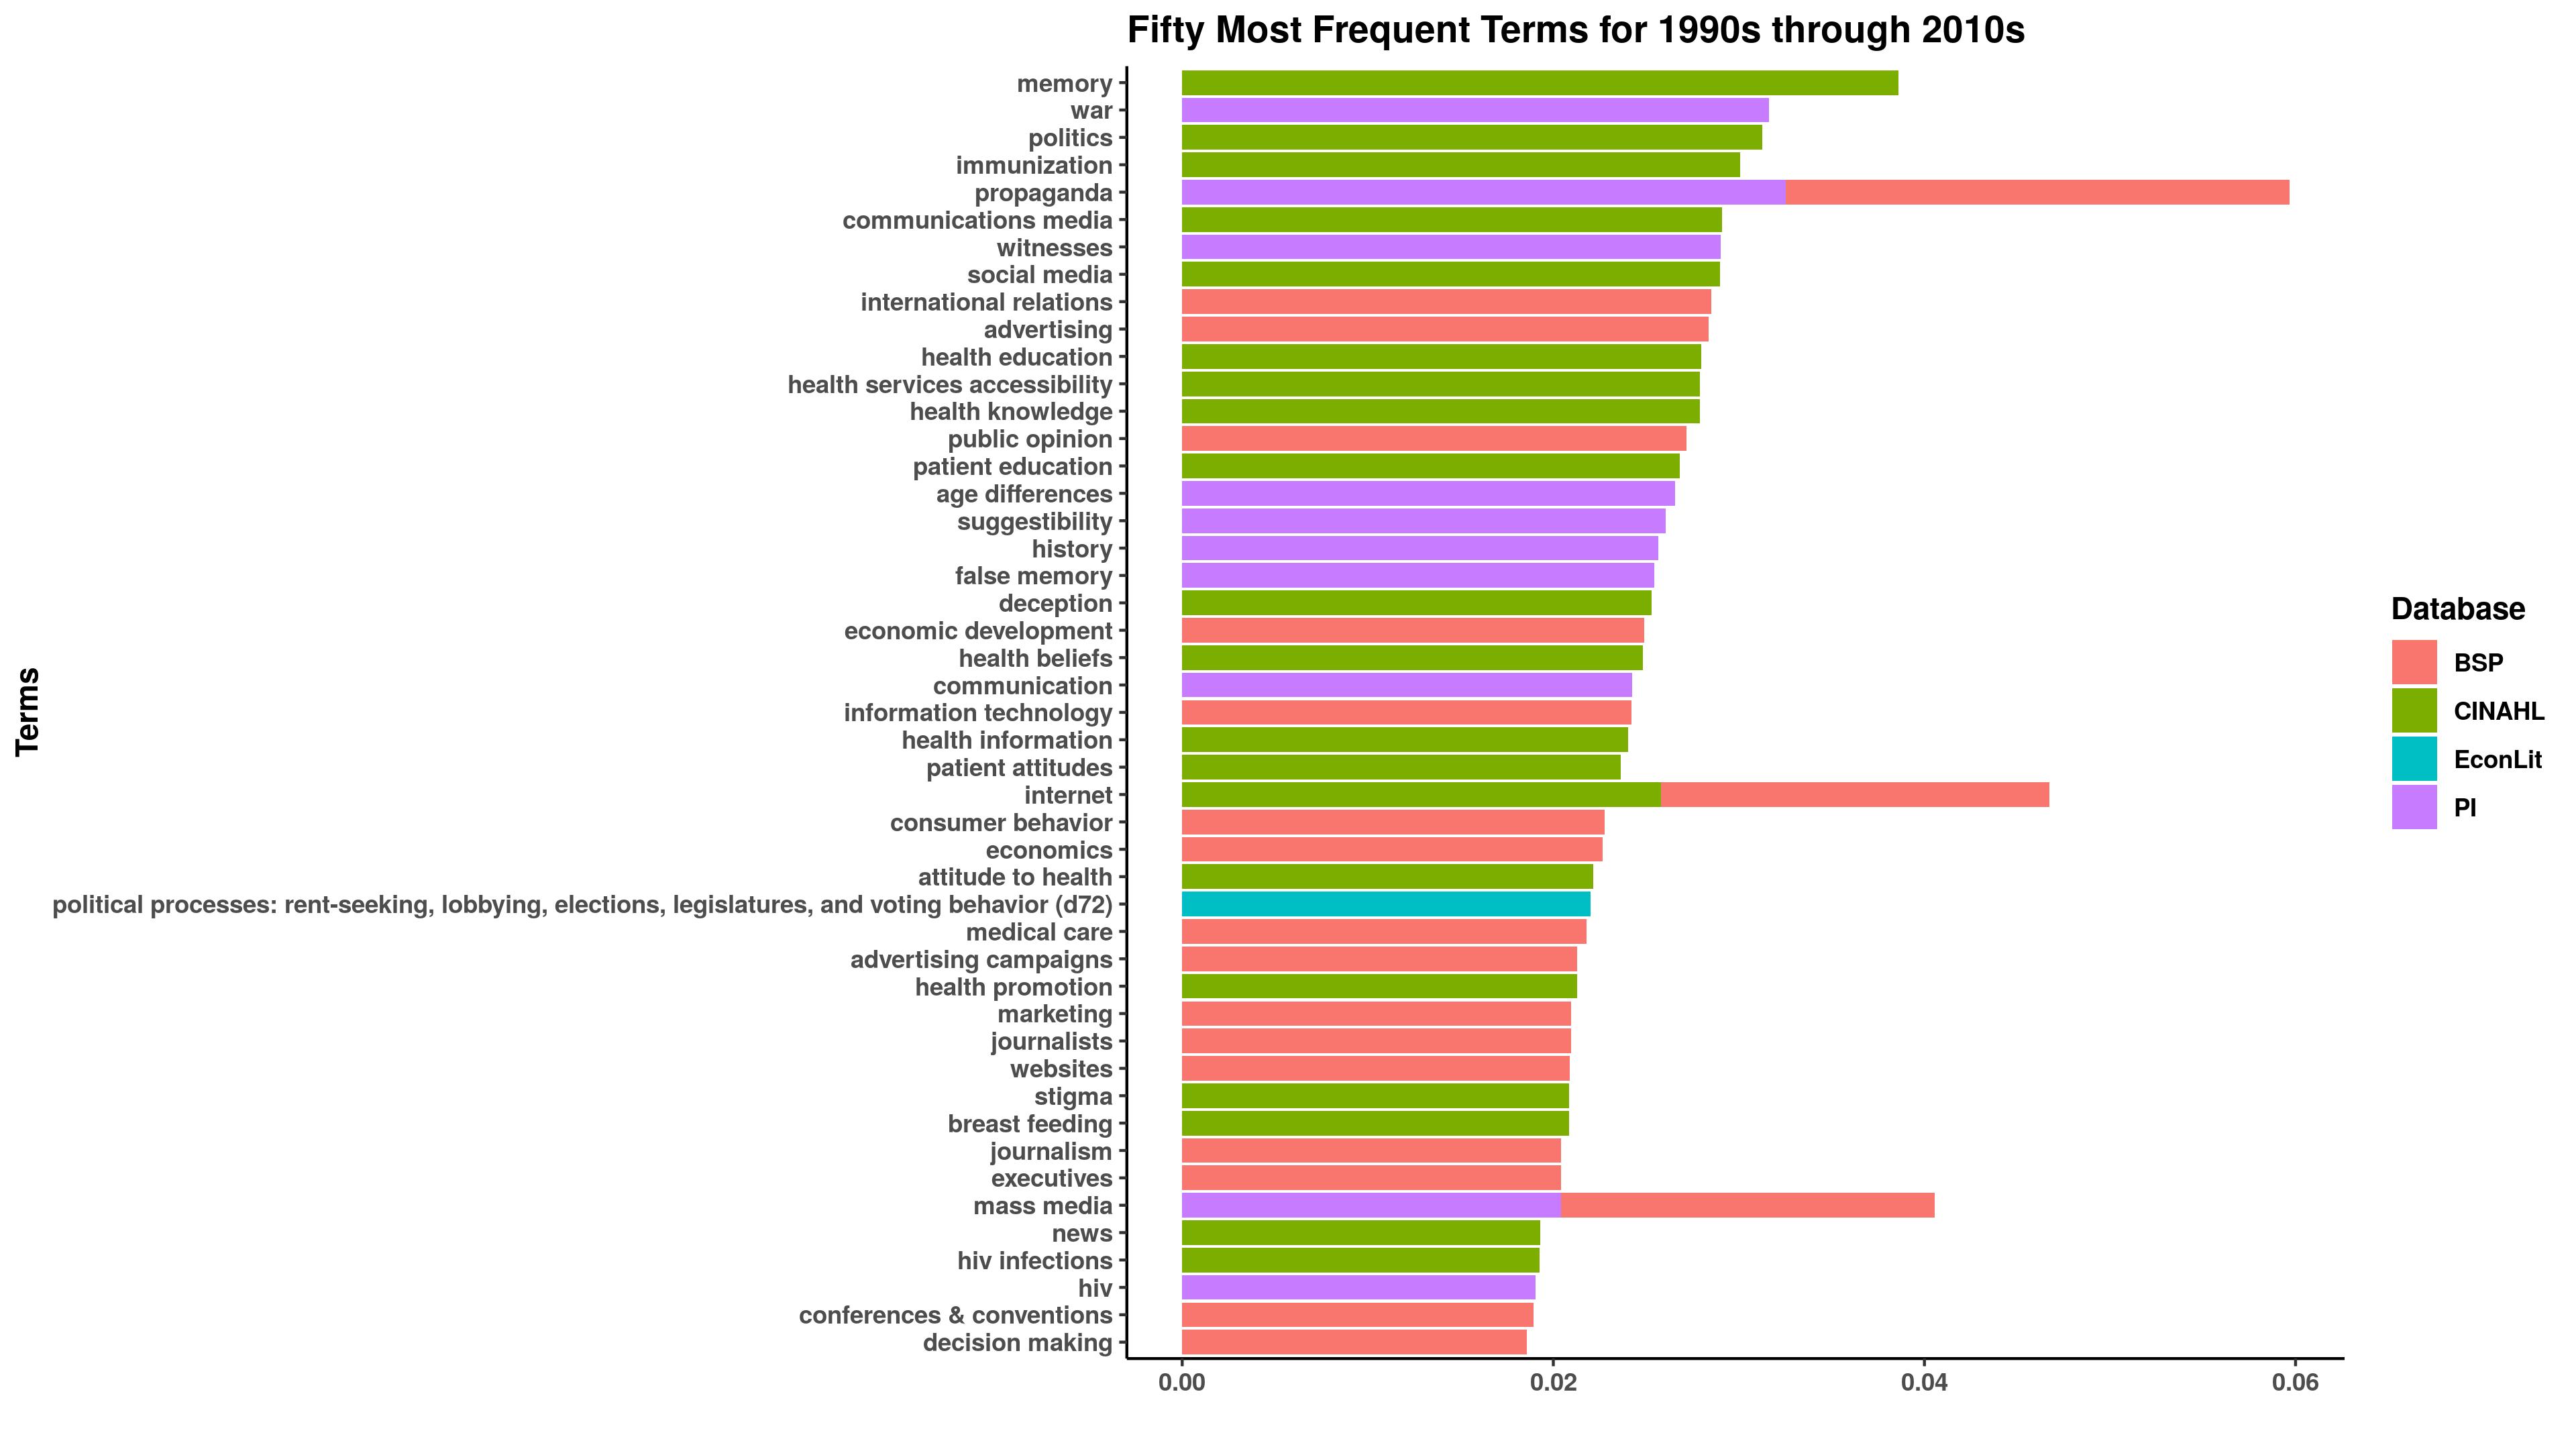 Fifty Most Frequent Terms for 1990s through 2010s
Terms
memory
war
politics
immunization
propaganda
communications media
witnesses
social media
international relations
advertising
health education
health services accessibility
health knowledge
public opinion
patient education
age differences
suggestibility
history
false memory
deception
economic development
health beliefs
communication
information technology
health information
patient attitudes
internet
consumer behavior
economics
attitude to health
political processes: rent-seeking, lobbying, elections, legislatures, and voting behavior (d72)
medical care
advertising campaigns
health promotion
marketing
journalists
websites
stigma
breast feeding
journalism
executives
mass media
news
hiv infections
hiv
conferences & conventions
decision making
0.00 0.02 0.04 0.06
Database
BSP
CINAHL
EconLit
PI